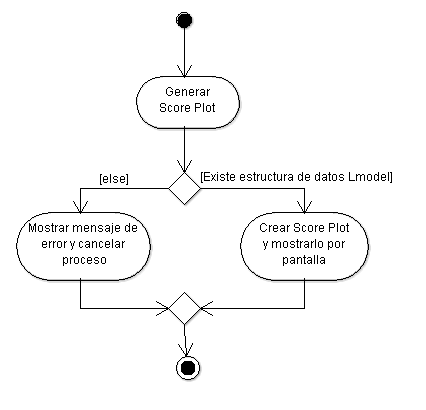 Generar
Score Plot
[else]
[Existe estructura de datos Lmodel]
Mostrar mensaje de
error y cancelar
proceso
Crear Score Plot
y mostrarlo por
pantalla